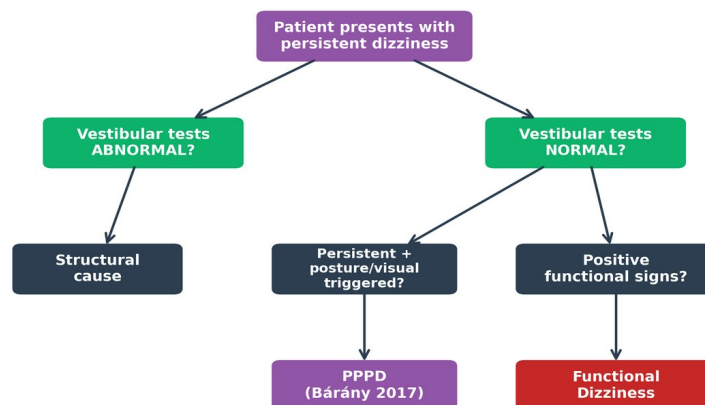 Patient presents with
persistent dizziness
Vestibular tests
ABNORMAL?
Vestibular tests
NORMAL?
Structural
cause
Persistent +
posture/visual
triggered?
Positive
functional signs?
PPPD
(Bárány 2017)
Functional
Dizziness